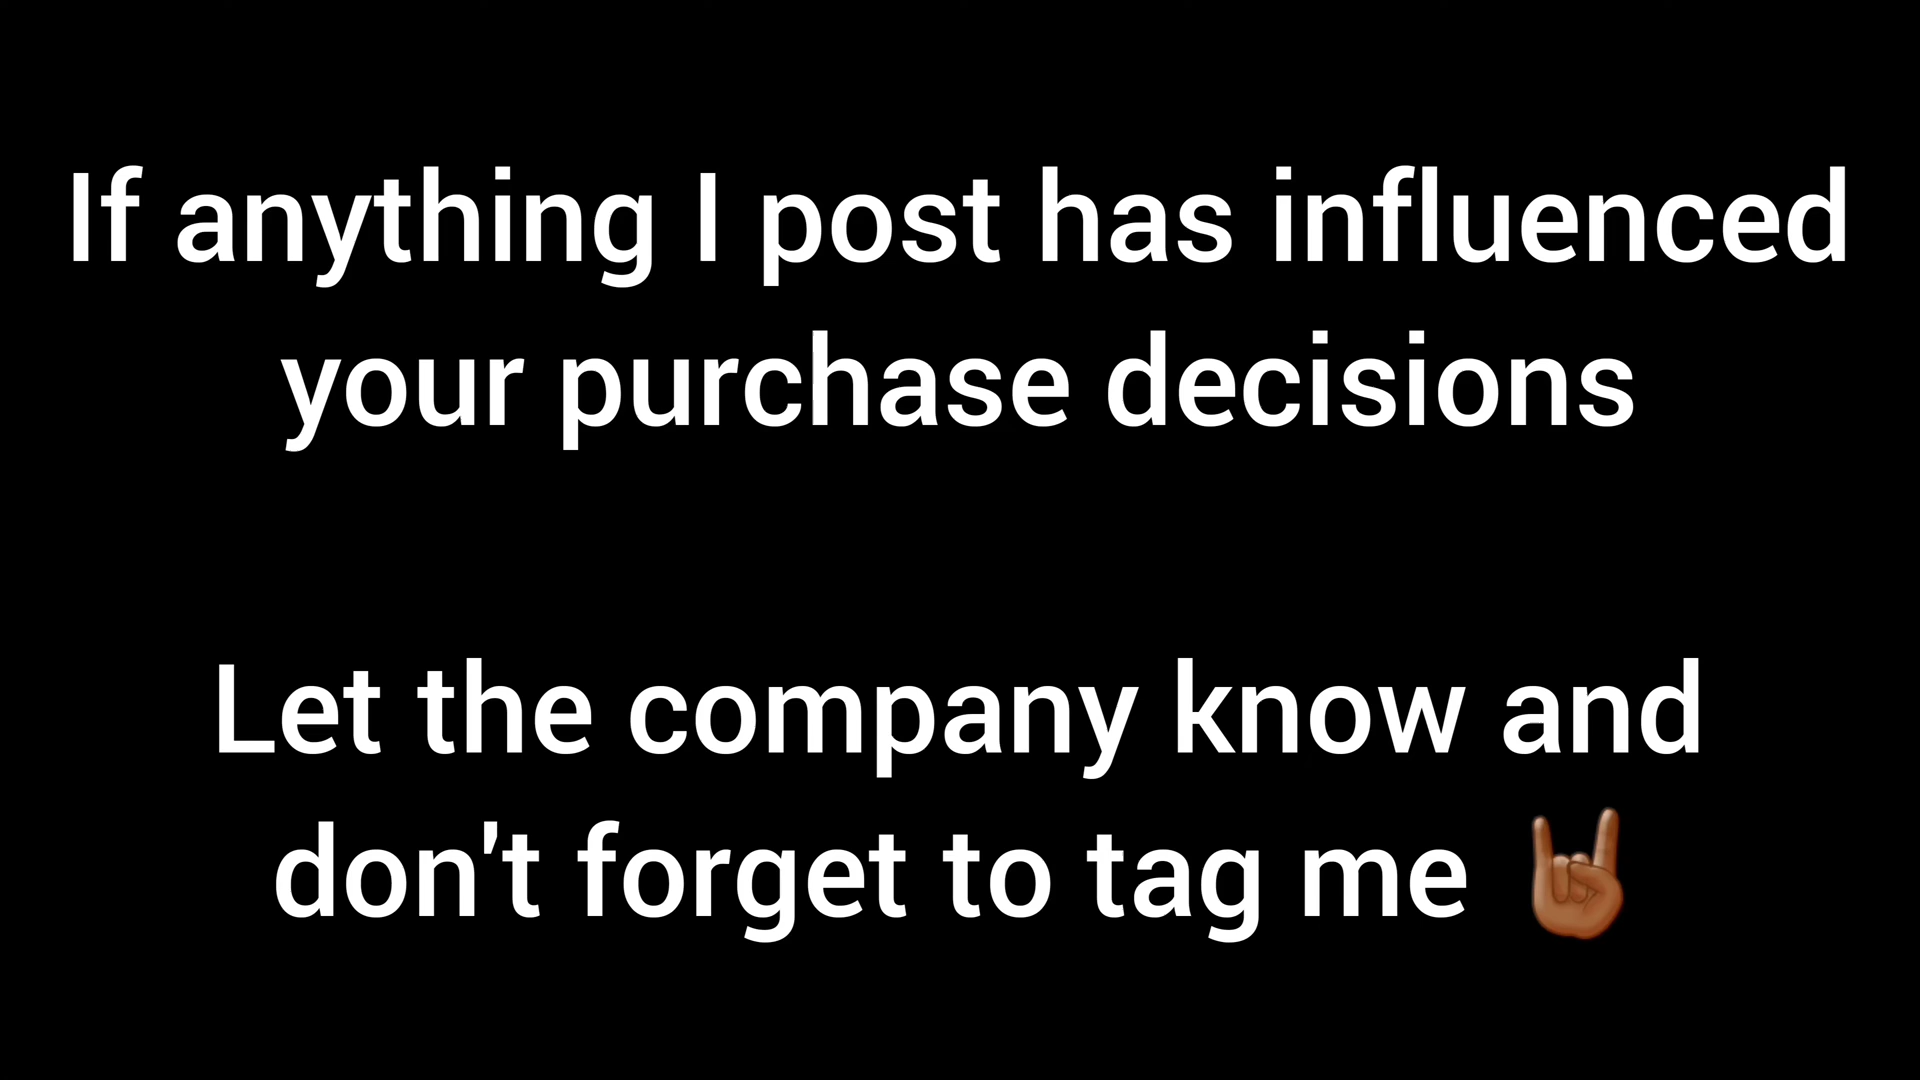 If anything I post has influenced
your purchase decisions
Let the company know and
don't forget to tag me 🤘🏾